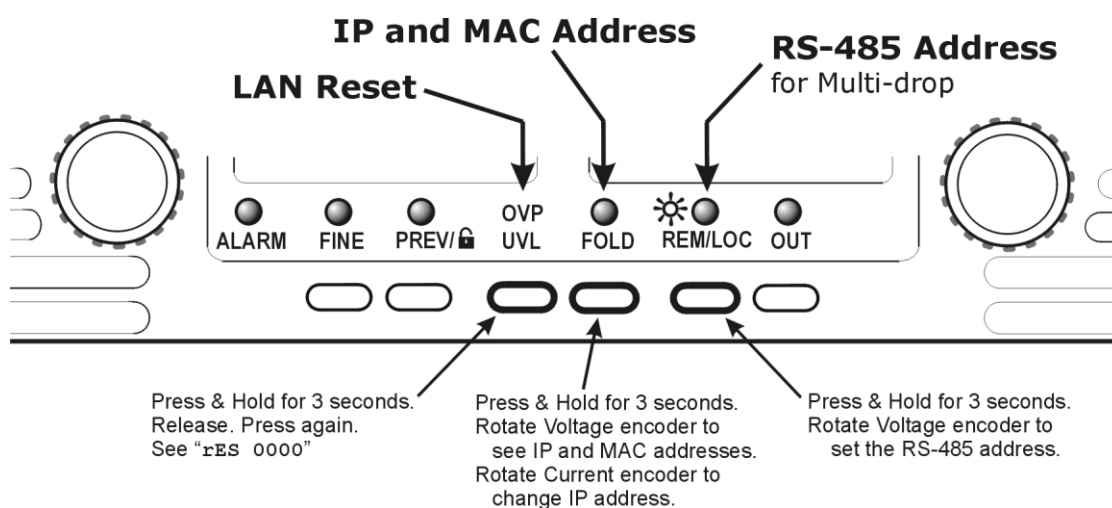 IP and MAC Address
RS-485 Address
for Multi-drop
LAN Reset
ALARM
FINE
PREV/
OVP
UVL
FOLD
REM/LOC
OUT
Press & Hold for 3 seconds.
Release. Press again.
See “rES 0000”
Press & Hold for 3 seconds.
Rotate Voltage encoder to
see IP and MAC addresses.
Rotate Current encoder to
change IP address.
Press & Hold for 3 seconds.
Rotate Voltage encoder to
set the RS-485 address.